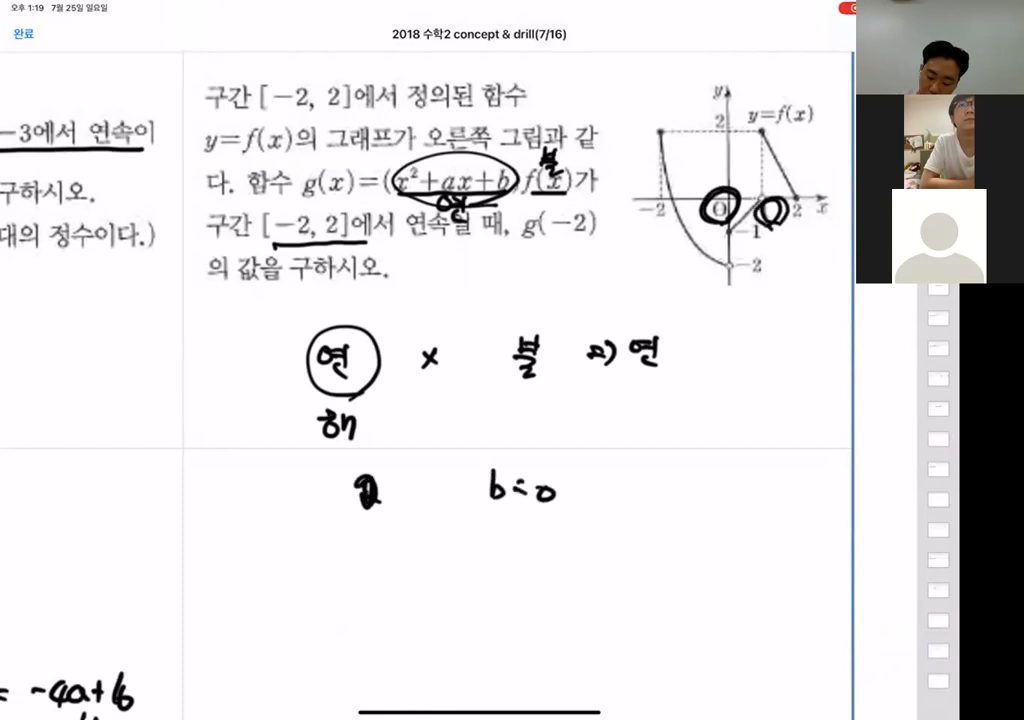 오후 1:19 7월 25일 일요일
완료
2018 수학2 concept & drill(7/16)
-3에서 연속이
구하시오.
대의 정수이다.)
구간 [-2, 2]에서 정의된 함수
y=f(x)의 그래프가 오른쪽 그림과 같
다. 함수 g(x)=(x²+ax+b)f(x)가
불
연
구간 [-2, 2]에서 연속일 때, g(-2)
의 값을 구하시오.
y
2
y=f(x)
-2
O
2
x
-1
-2
연 × 불 => 연
해
b=0
= -4a+b